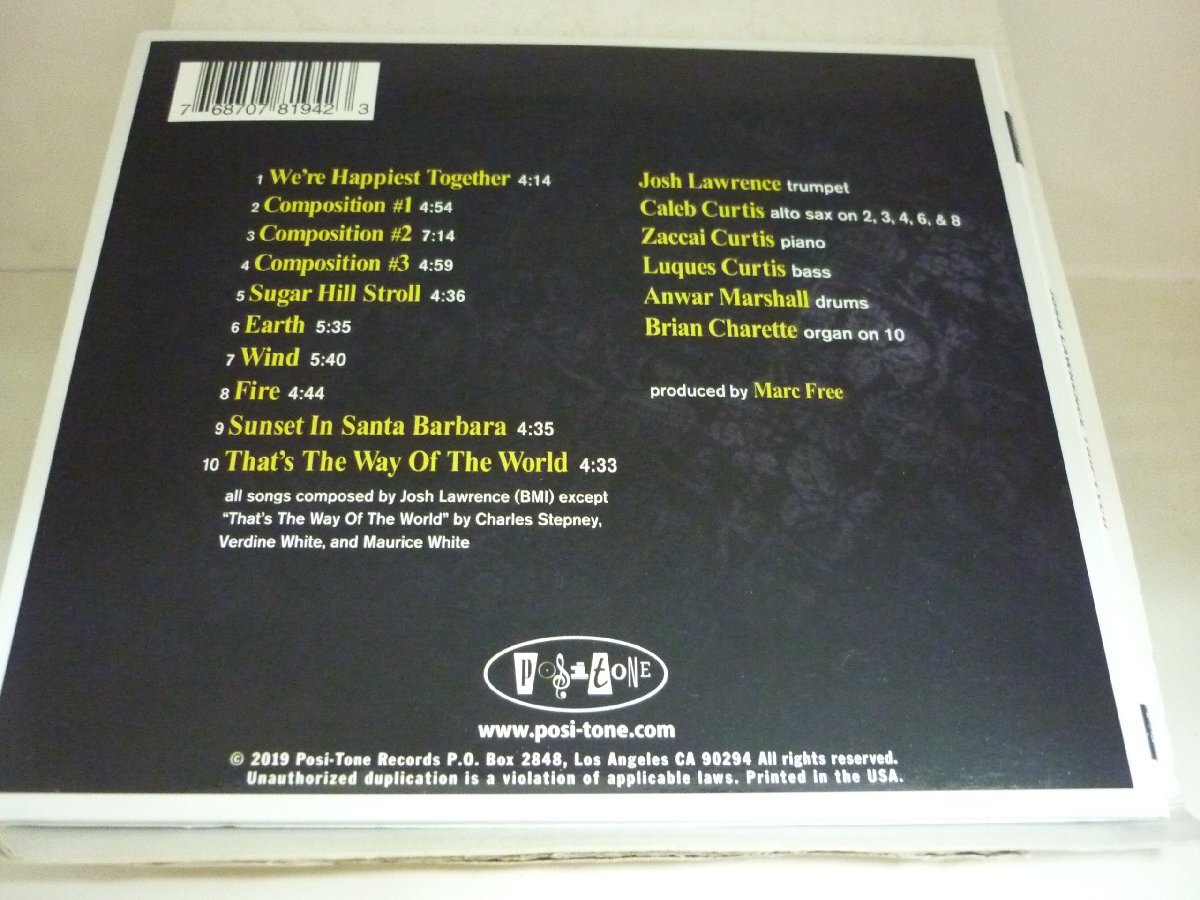 7 68707 81942 3
1 We're Happiest Together 4:14
2 Composition #1 4:54
3 Composition #2 7:14
4 Composition #3 4:59
5 Sugar Hill Stroll 4:36
6 Earth 5:35
7 Wind 5:40
8 Fire 4:44
9 Sunset In Santa Barbara 4:35
10 That's The Way Of The World 4:33
all songs composed by Josh Lawrence (BMI) except
"That's The Way Of The World" by Charles Stepney,
Verdine White, and Maurice White
Josh Lawrence trumpet
Caleb Curtis alto sax on 2, 3, 4, 6, & 8
Zaccai Curtis piano
Luques Curtis bass
Anwar Marshall drums
Brian Charette organ on 10
produced by Marc Free
POSI-TONE
www.posi-tone.com
© 2019 Posi-Tone Records P.O. Box 2848, Los Angeles CA 90294 All rights reserved.
Unauthorized duplication is a violation of applicable laws. Printed in the USA.